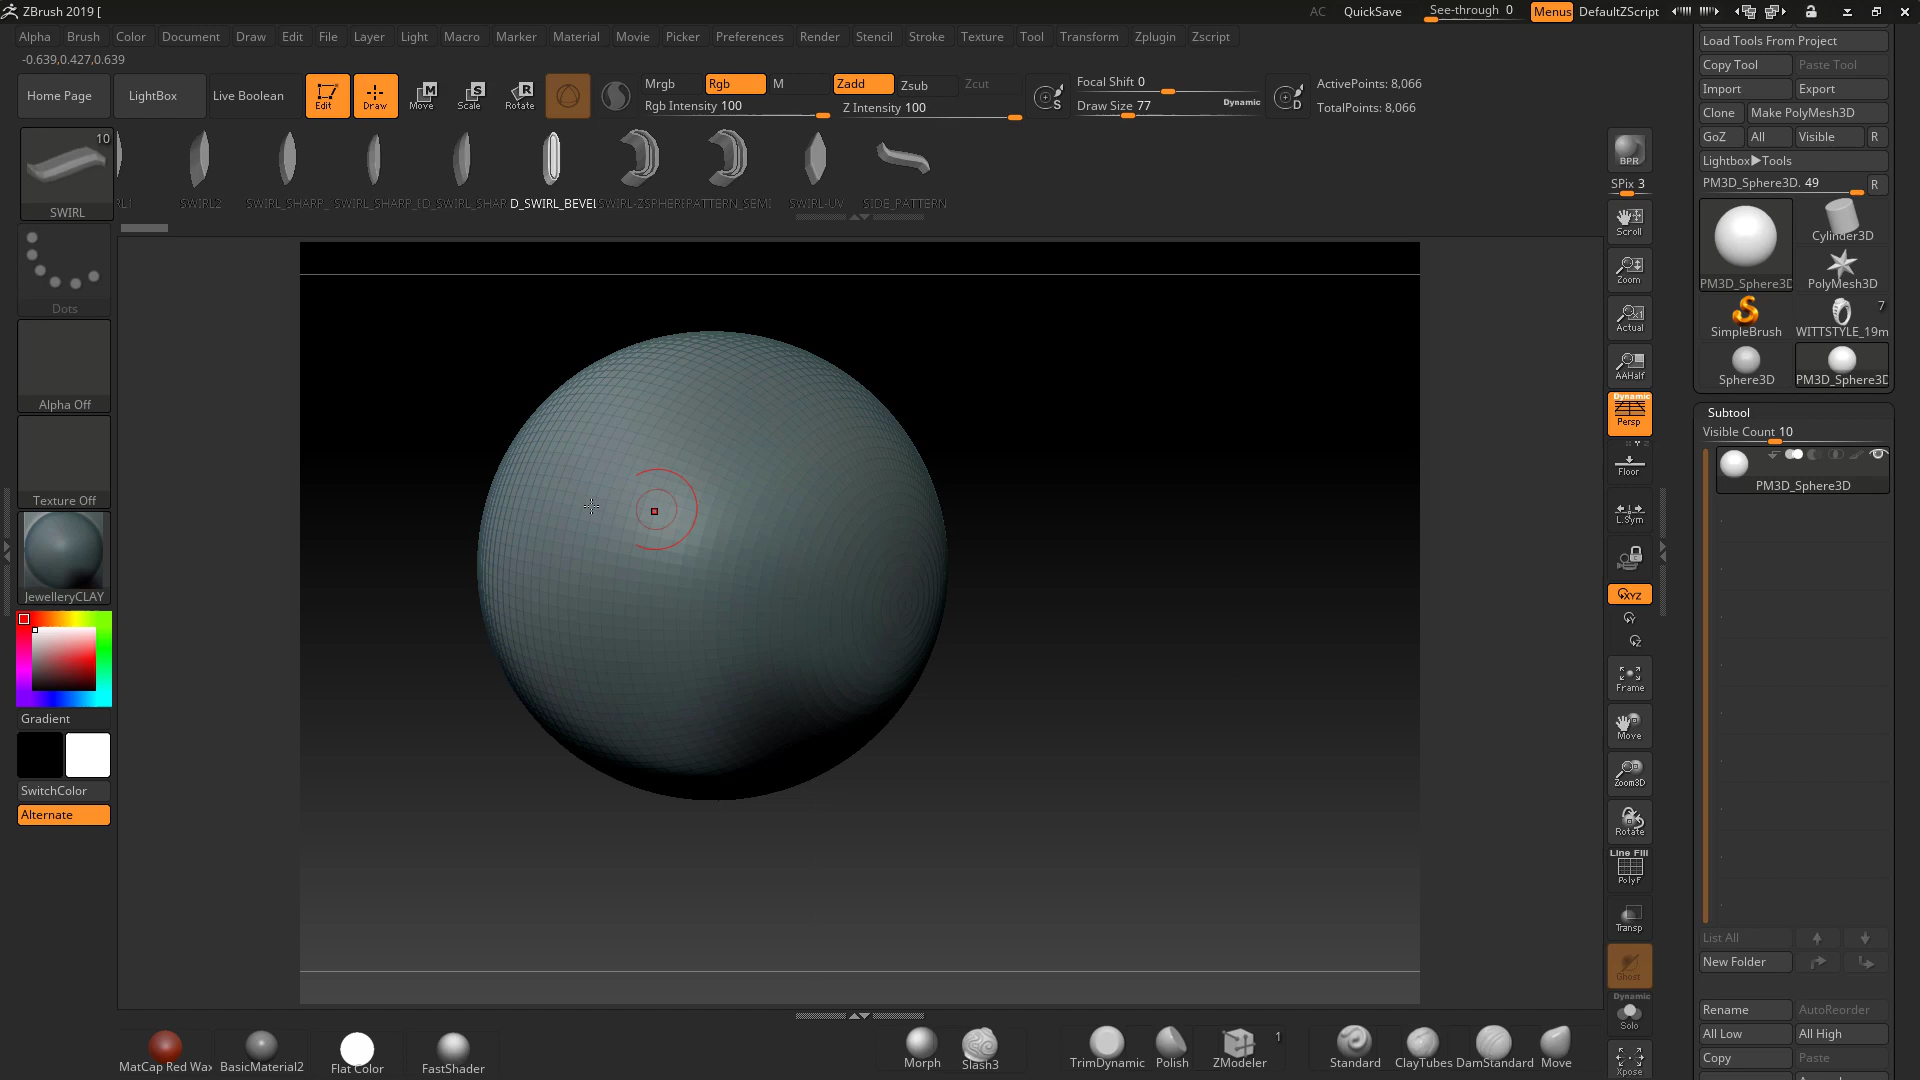 ZBrush 2019 [
AC
QuickSave
See-through 0
Menus
DefaultZScript
Alpha
Brush
Color
Document
Draw
Edit
File
Layer
Light
Macro
Marker
Material
Movie
Picker
Preferences
Render
Stencil
Stroke
Texture
Tool
Transform
Zplugin
Zscript
-0.639,0.427,0.639
Home Page
LightBox
Live Boolean
Edit
Draw
Move
Scale
Rotate
Mrgb
Rgb
M
Rgb Intensity 100
Zadd
Zsub
Zcut
Z Intensity 100
Focal Shift 0
Draw Size 77
Dynamic
ActivePoints: 8,066
TotalPoints: 8,066
10
SWIRL
SWIRL2
SWIRL_SHARP_
SWIRL_SHARP_
D_SWIRL_SHAR
D_SWIRL_BEVEL
SWIRL-ZSPHERE
PATTERN_SEMI
SWIRL-UV
SIDE_PATTERN
Dots
Alpha Off
Texture Off
JewelleryCLAY
Gradient
SwitchColor
Alternate
BPR
SPix 3
Scroll
Zoom
Actual
AAHalf
Dynamic
Persp
Floor
L.Sym
XYZ
Frame
Move
Zoom3D
Rotate
Line Fill
PolyF
Transp
Ghost
Dynamic
Solo
Xpose
Load Tools From Project
Copy Tool
Paste Tool
Import
Export
Clone
Make PolyMesh3D
GoZ
All
Visible
R
Lightbox▶Tools
PM3D_Sphere3D. 49
R
PM3D_Sphere3D
Cylinder3D
PolyMesh3D
SimpleBrush
7
WITTSTYLE_19m
Sphere3D
PM3D_Sphere3D
Subtool
Visible Count 10
PM3D_Sphere3D
List All
New Folder
Rename
AutoReorder
All Low
All High
Copy
Paste
MatCap Red Wax
BasicMaterial2
Flat Color
FastShader
Morph
Slash3
TrimDynamic
Polish
1
ZModeler
Standard
ClayTubes
DamStandard
Move